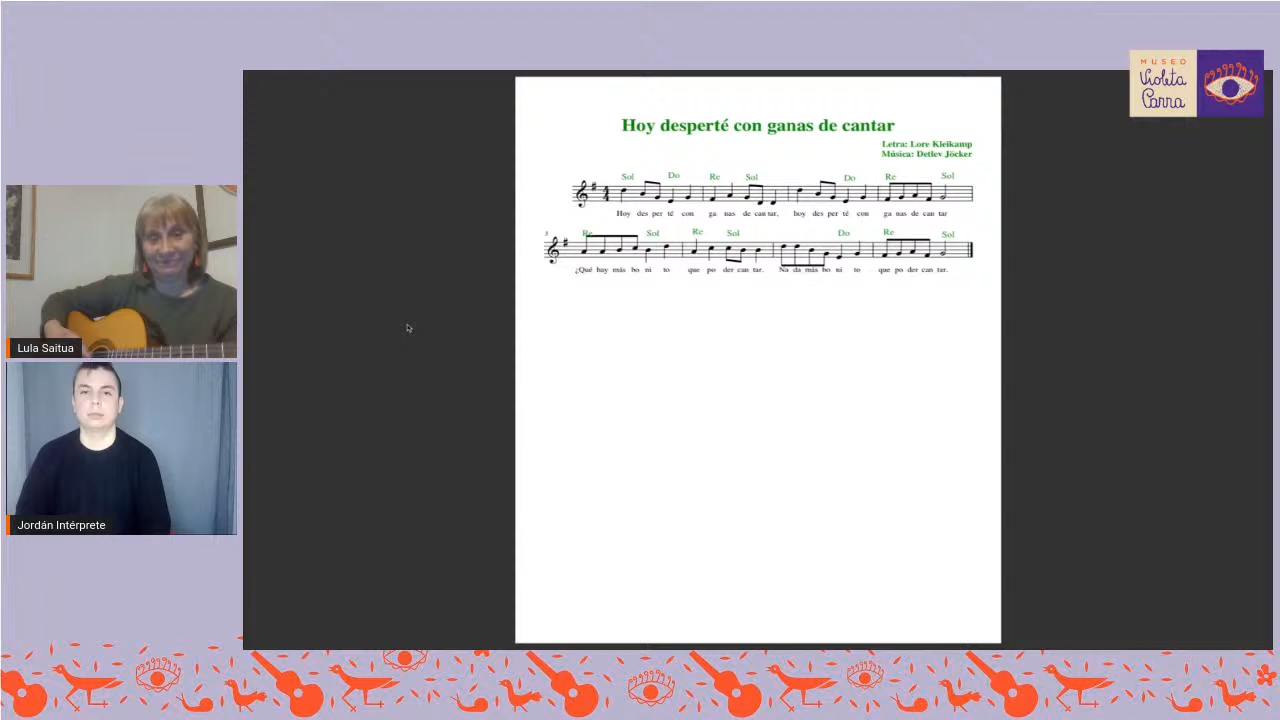 MUSEO
Violeta
Parra
Hoy desperté con ganas de cantar
Letra: Lore Kleikamp
Música: Detlev Jöcker
Sol Do Re Sol Do Re Sol
Hoy des per té con ga nas de can tar, hoy des per té con ga nas de can tar
3
Re Sol Re Sol Do Re Sol
¿Qué hay más bo ni to que po der can tar. Na da más bo ni to que po der can tar.
Lula Saitua
Jordán Intérprete